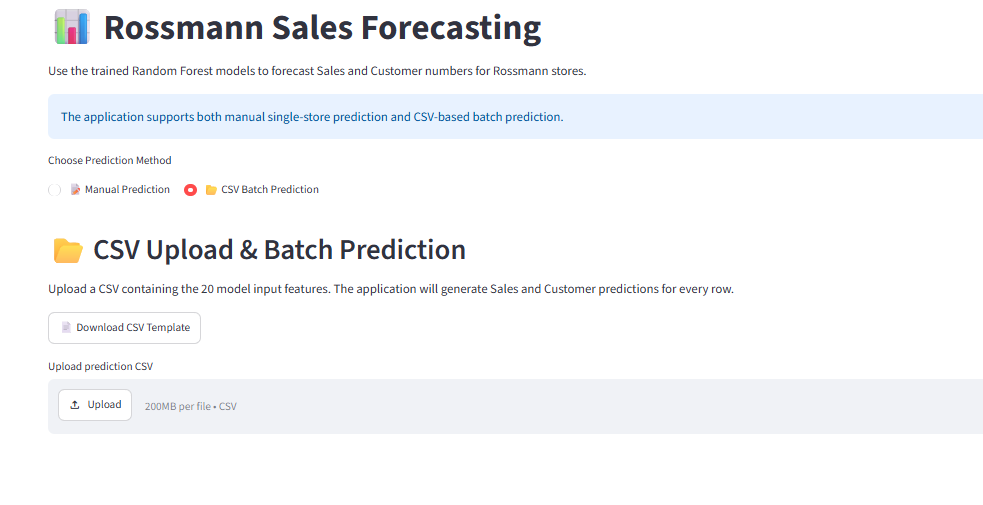 Rossmann Sales Forecasting
Use the trained Random Forest models to forecast Sales and Customer numbers for Rossmann stores.
The application supports both manual single-store prediction and CSV-based batch prediction.
Choose Prediction Method
Manual Prediction CSV Batch Prediction
CSV Upload & Batch Prediction
Upload a CSV containing the 20 model input features. The application will generate Sales and Customer predictions for every row.
Download CSV Template
Upload prediction CSV
Upload 200MB per file • CSV